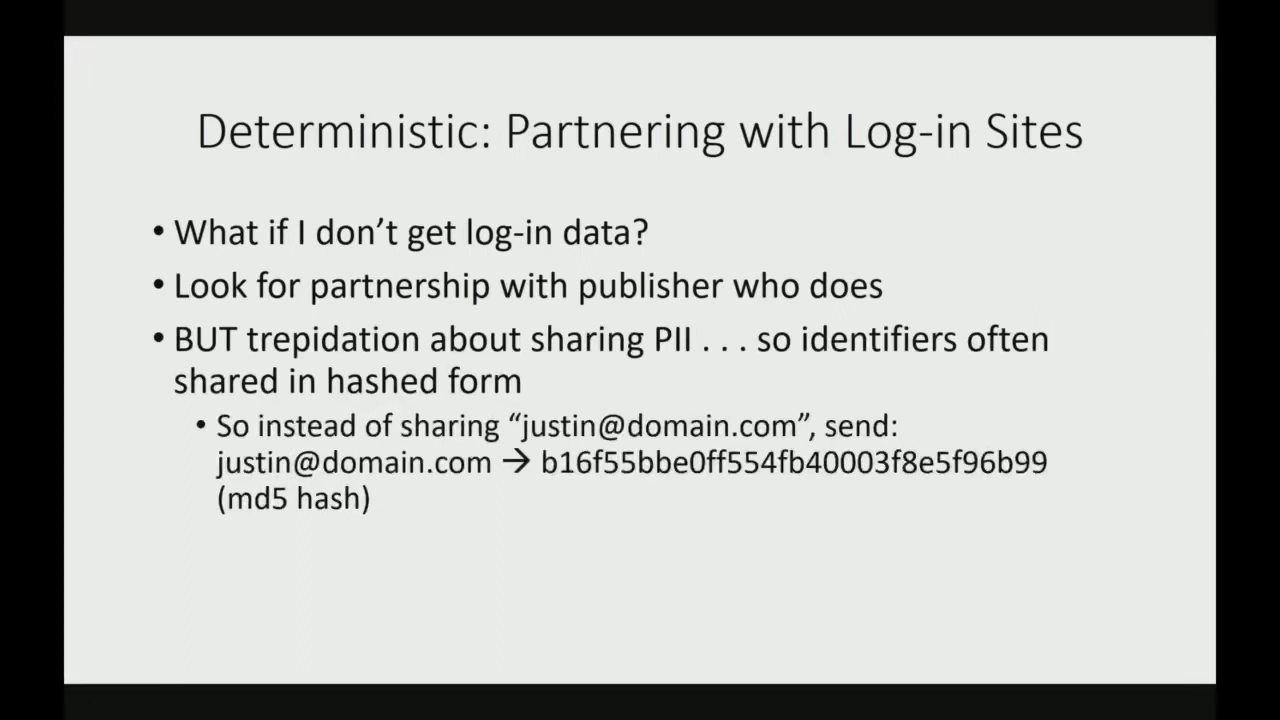 Deterministic: Partnering with Log-in Sites
• What if I don’t get log-in data?
• Look for partnership with publisher who does
• BUT trepidation about sharing PII . . . so identifiers often
shared in hashed form
• So instead of sharing “justin@domain.com”, send:
justin@domain.com → b16f55bbe0ff554fb40003f8e5f96b99
(md5 hash)